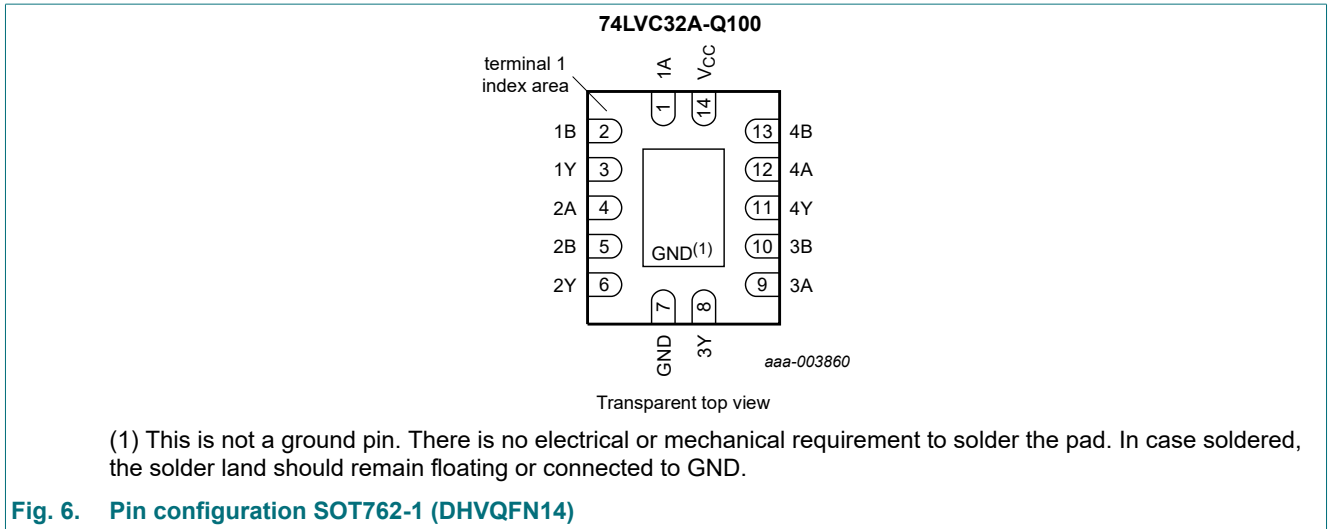 74LVC32A-Q100
terminal 1
index area
1A
VCC
1
14
1B 2
13 4B
1Y 3
12 4A
2A 4
11 4Y
2B 5
GND(1)
10 3B
2Y 6
9 3A
7
8
GND
3Y
aaa-003860
Transparent top view
(1) This is not a ground pin. There is no electrical or mechanical requirement to solder the pad. In case soldered,
the solder land should remain floating or connected to GND.
Fig. 6. Pin configuration SOT762-1 (DHVQFN14)